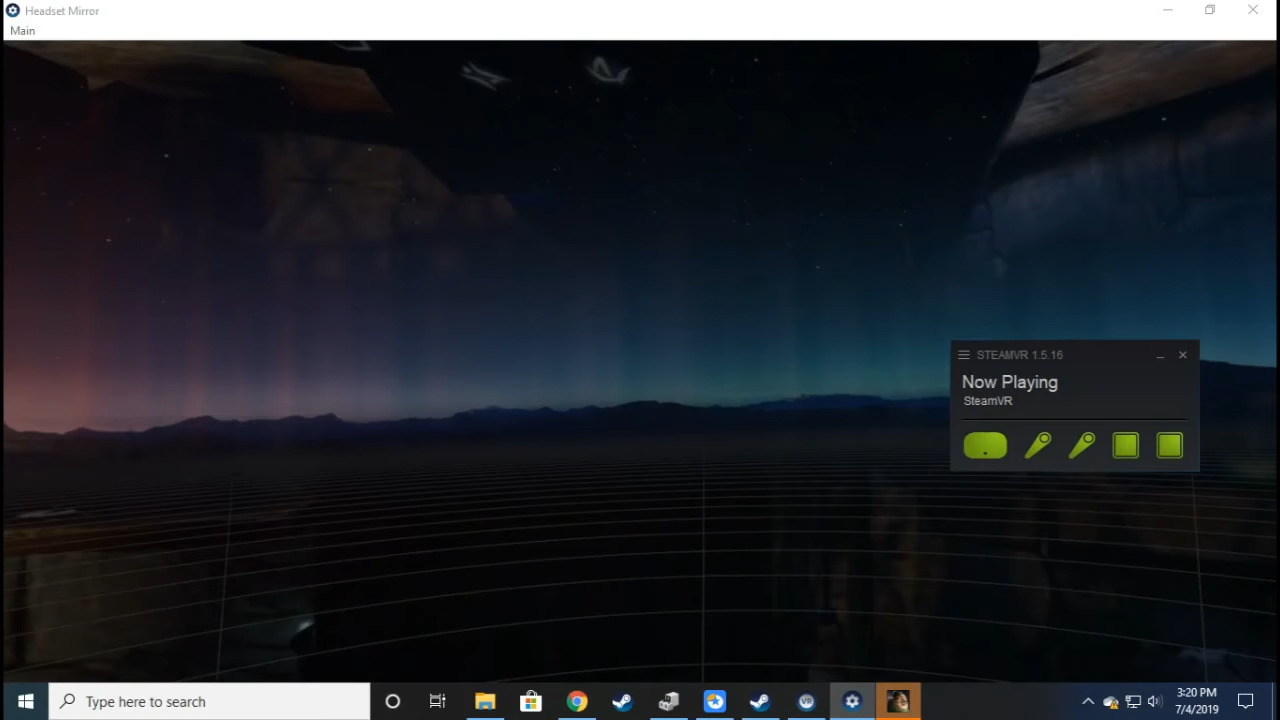 Headset Mirror
Main
STEAMVR 1.5.16
Now Playing
SteamVR
Type here to search
VR
3:20 PM
7/4/2019